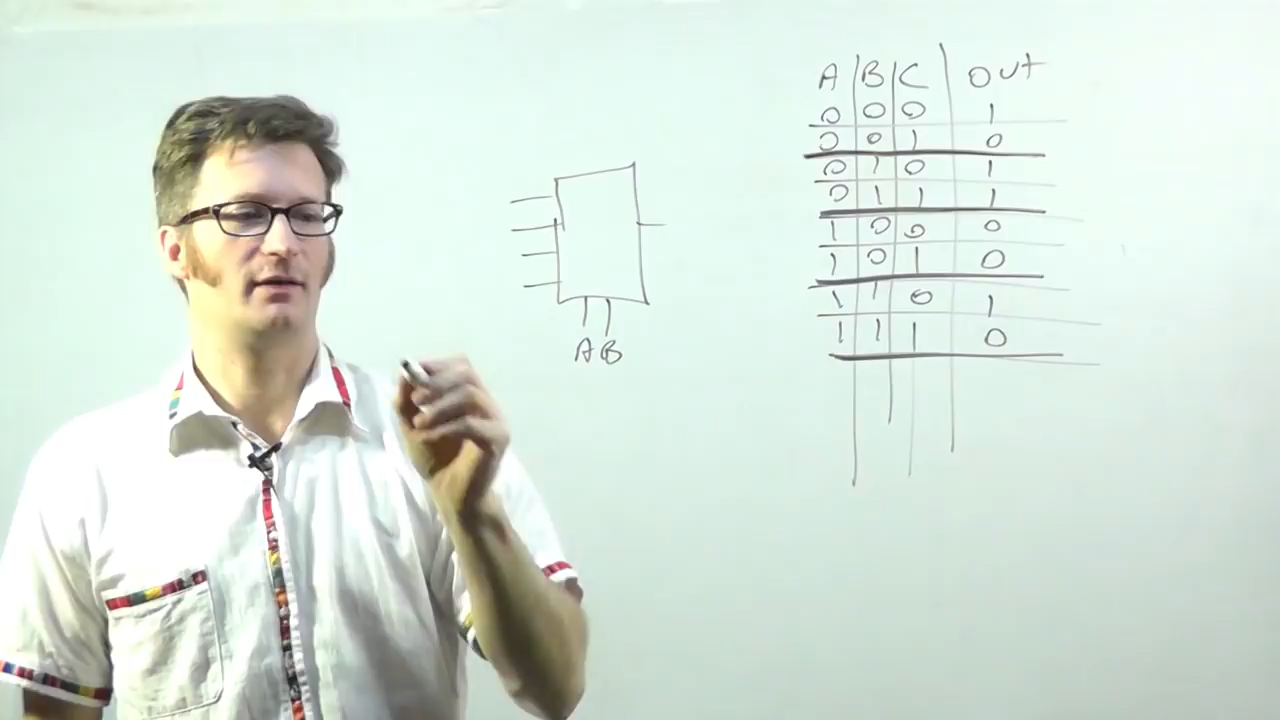 A B C OUT
0 0 0 1
0 0 1 0
0 1 0 1
0 1 1 1
1 0 0 0
1 0 1 0
1 1 0 1
1 1 1 0
A B